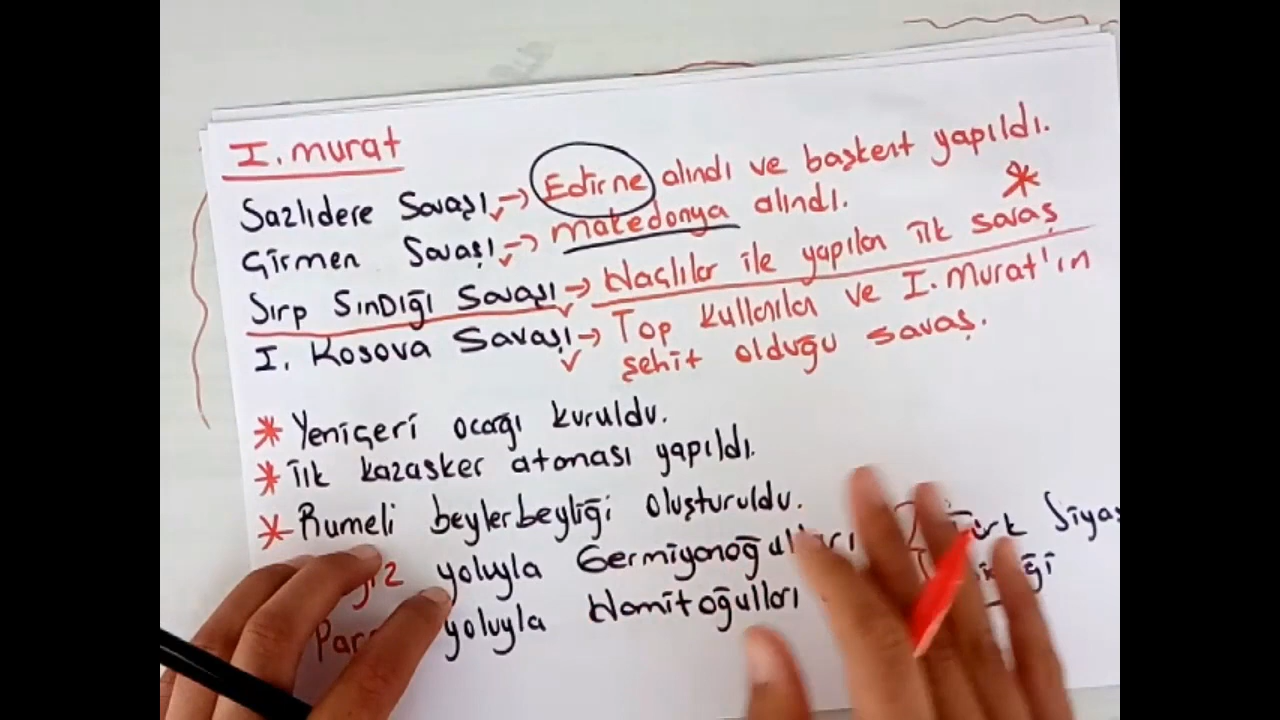 I. murat
Sazlıdere Savaşı → Edirne alındı ve başkent yapıldı.
Çirmen Savaşı → makedonya alındı.
Sırp Sındığı Savaşı → Haçlılar ile yapılan ilk savaş
I. Kosova Savaşı → Top kullanılan ve I. Murat'ın
şehit olduğu savaş.
* Yeniçeri ocağı kuruldu.
* İlk kazasker ataması yapıldı.
* Rumeli beylerbeyliği oluşturuldu.
yoluyla Germiyanoğulları
yoluyla Hamitoğulları